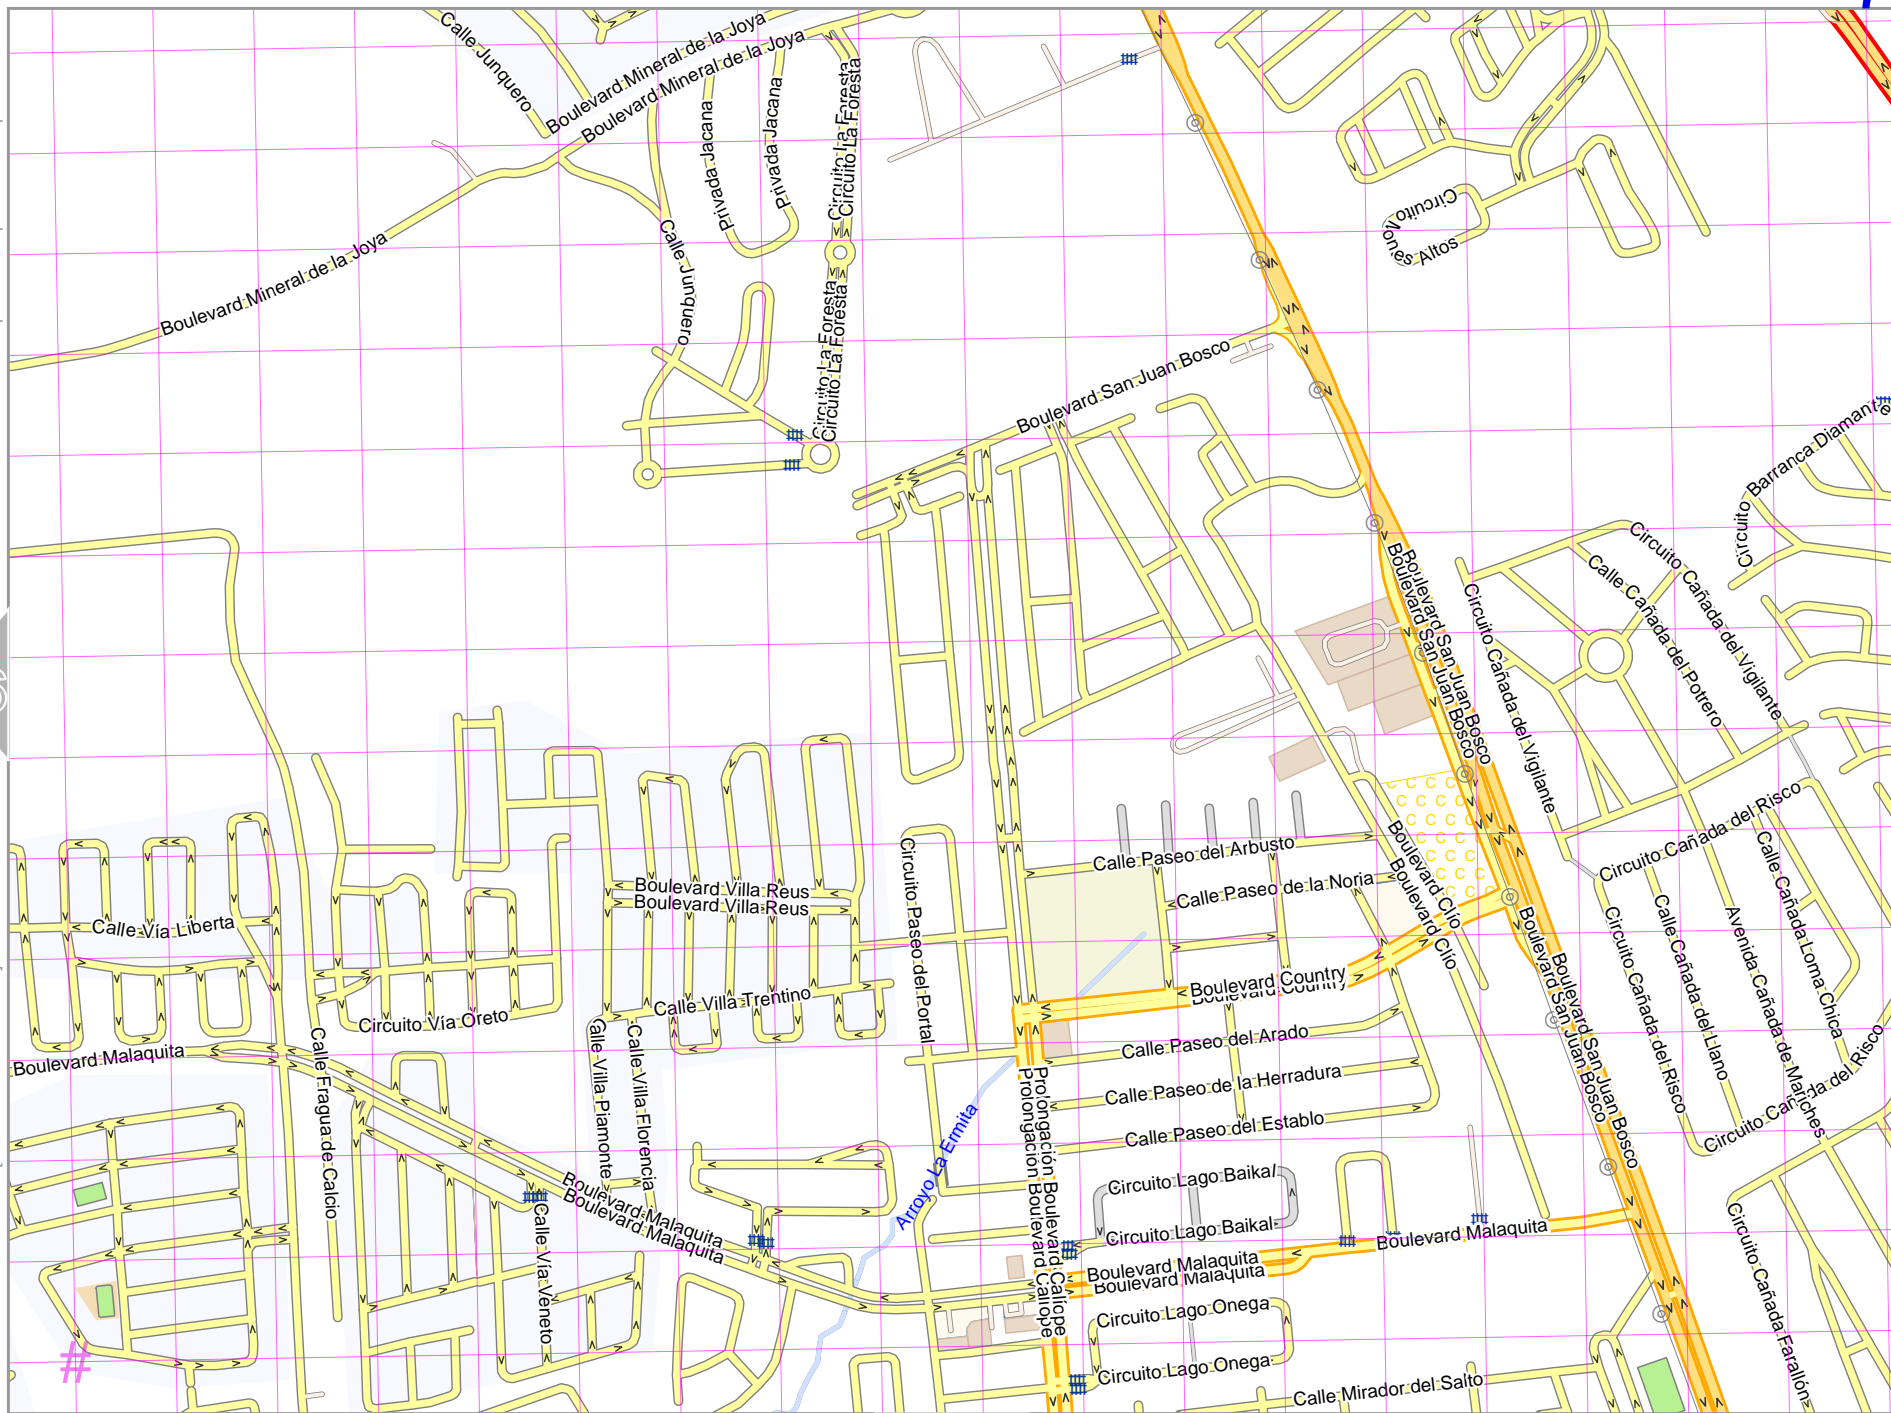 Calle Junquero
Boulevard Mineral de la Joya
Boulevard Mineral de la Joya
Privada Jacana
Privada Jacana
Circuito La Foresta
Circuito La Foresta
Circuito
Altos
Boulevard Mineral de la Joya
Calle Junquero
Circuito La Foresta
Circuito La Foresta
Boulevard San Juan Bosco
Circuito Barranca Diamante
Boulevard San Juan Bosco
Boulevard San Juan Bosco
Circuito Cañada del Vigilante
Circuito Cañada del Vigilante
Calle Cañada del Potrero
Circuito Cañada del Risco
Calle Paseo del Arbusto
Calle Paseo de la Noria
Boulevard Clío
Boulevard Clío
Boulevard Villa Reus
Boulevard Villa Reus
Circuito Paseo del Portal
Calle Vía Liberta
Calle Cañada Loma Chica
Circuito Cañada del Risco
Calle Cañada del Llano
Avenida Cañada de Mariches
Circuito Cañada del Risco
Boulevard San Juan Bosco
Boulevard San Juan Bosco
Boulevard Country
Boulevard Country
Calle Villa Trentino
Circuito Vía Oreto
Boulevard Malaquita
Calle Fragua de Calcio
Calle Villa Piamonte
Calle Villa Florencia
Calle Paseo del Arado
Calle Paseo de la Herradura
Calle Paseo del Establo
Prolongación Boulevard Calíope
Prolongación Boulevard Calíope
Arroyo La Ermita
Circuito Lago Baikal
Circuito Lago Baikal
Boulevard Malaquita
Boulevard Malaquita
Calle Vía Veneto
Boulevard Malaquita
Boulevard Malaquita
Boulevard Malaquita
Circuito Lago Onega
Circuito Lago Onega
Calle Mirador del Salto
Circuito Cañada Farallón
#